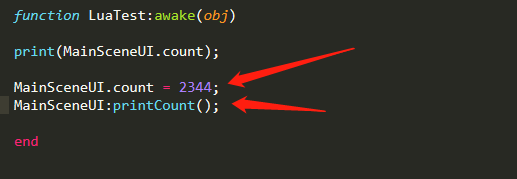 function LuaTest:awake(obj)
print(MainSceneUI.count);
MainSceneUI.count = 2344;
MainSceneUI:printCount();
end